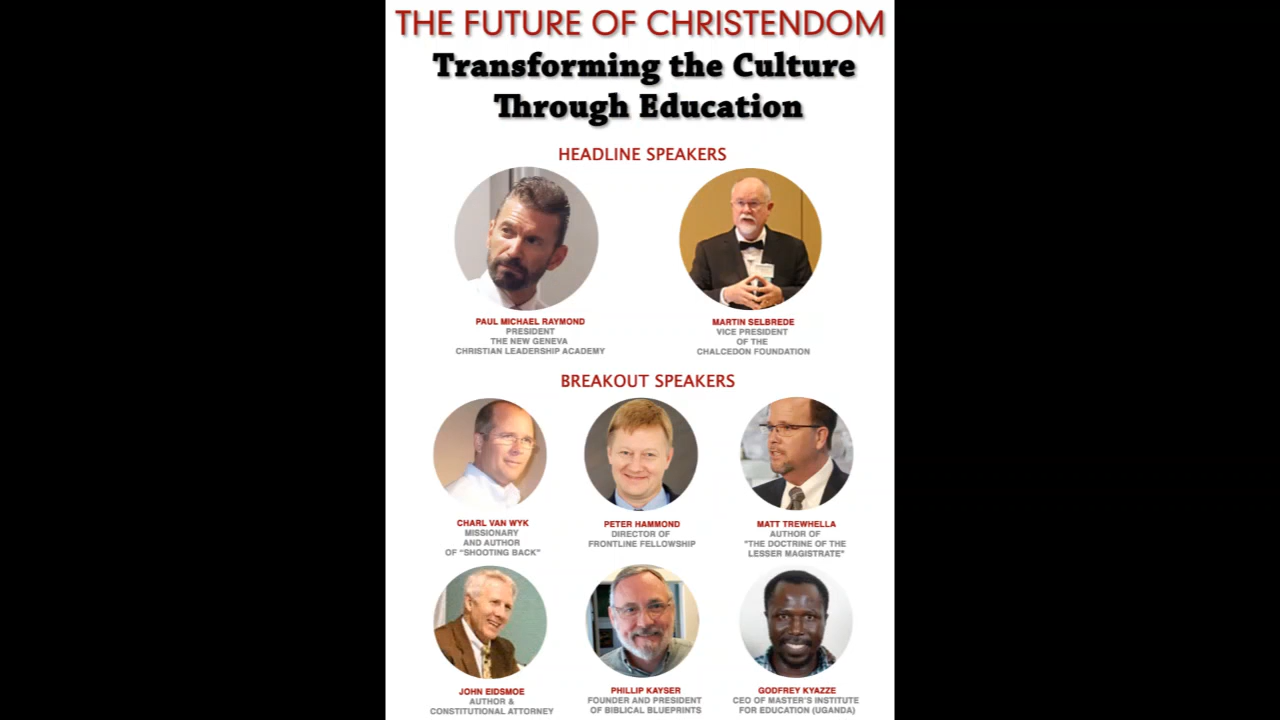 THE FUTURE OF CHRISTENDOM
Transforming the Culture
Through Education
HEADLINE SPEAKERS
PAUL MICHAEL RAYMOND
PRESIDENT
THE NEW GENEVA
CHRISTIAN LEADERSHIP ACADEMY
MARTIN SELBREDE
VICE PRESIDENT
OF THE
CHALCEDON FOUNDATION
BREAKOUT SPEAKERS
CHARL VAN WYK
MISSIONARY
AND AUTHOR
OF "SHOOTING BACK"
PETER HAMMOND
DIRECTOR OF
FRONTLINE FELLOWSHIP
MATT TREWHELLA
AUTHOR OF
"THE DOCTRINE OF THE
LESSER MAGISTRATE"
JOHN EIDSMOE
AUTHOR &
CONSTITUTIONAL ATTORNEY
PHILLIP KAYSER
FOUNDER AND PRESIDENT
OF BIBLICAL BLUEPRINTS
GODFREY KYAZZE
CEO OF MASTER'S INSTITUTE
FOR EDUCATION (UGANDA)